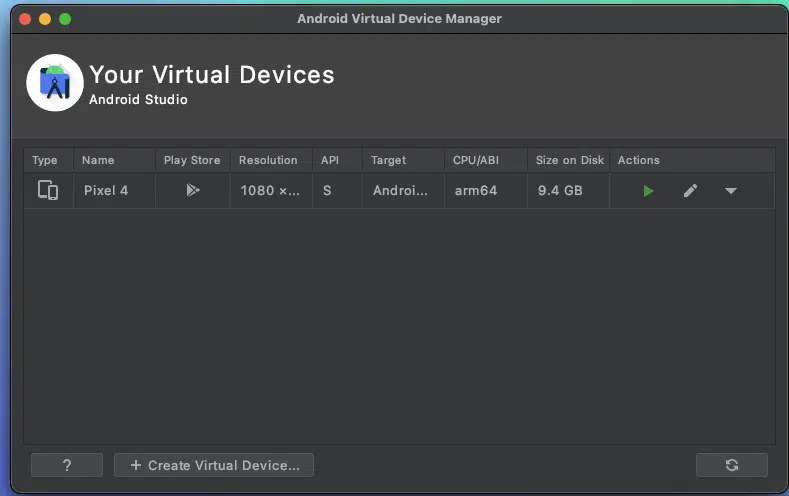 Android Virtual Device Manager
Your Virtual Devices
Android Studio
Type Name Play Store Resolution API Target CPU/ABI Size on Disk Actions
Pixel 4 1080 ×... S Androi... arm64 9.4 GB
? + Create Virtual Device...